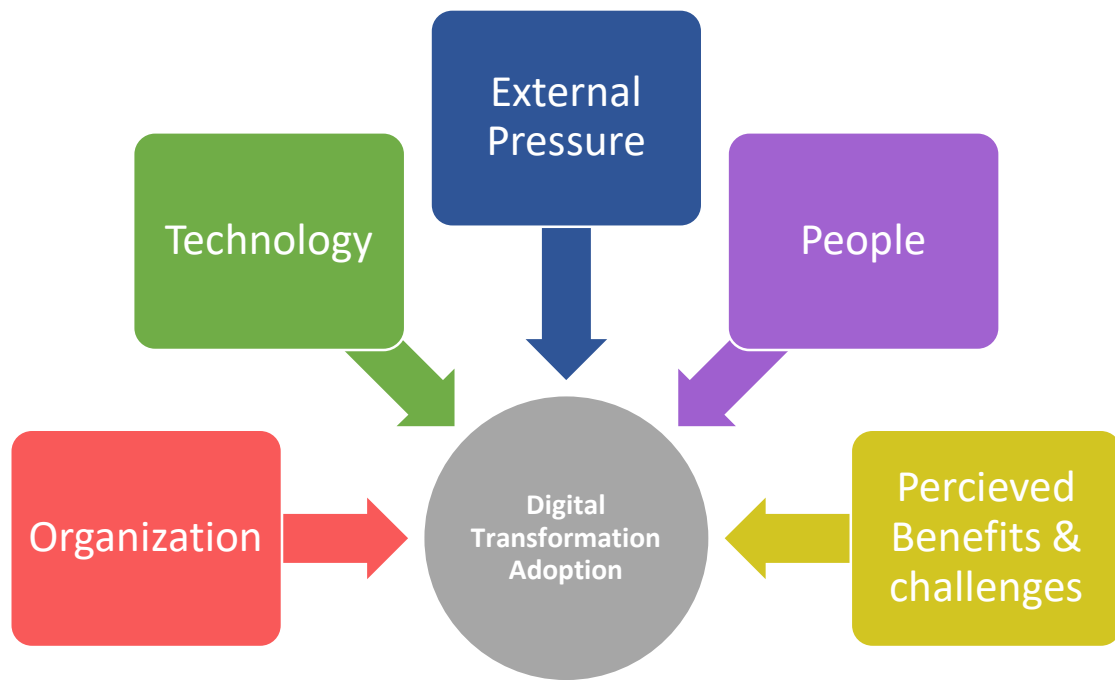 External
Pressure
Technology
People
Organization
Digital
Transformation
Adoption
Percieved
Benefits &
challenges